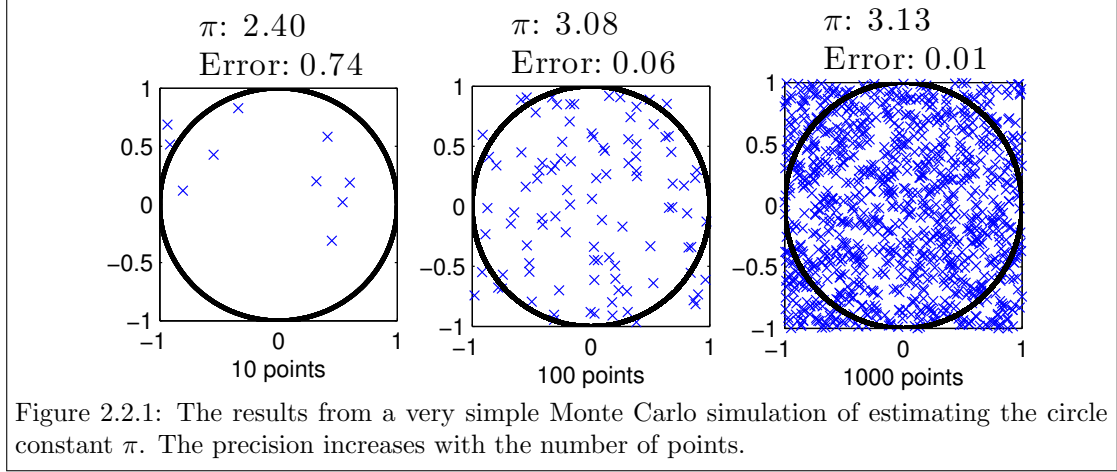 π: 2.40
Error: 0.74
1
0.5
0
−0.5
−1
−1
0
1
10 points
π: 3.08
Error: 0.06
1
0.5
0
−0.5
−1
−1
0
1
100 points
π: 3.13
Error: 0.01
1
0.5
0
−0.5
−1
−1
0
1
1000 points
Figure 2.2.1: The results from a very simple Monte Carlo simulation of estimating the circle
constant π. The precision increases with the number of points.